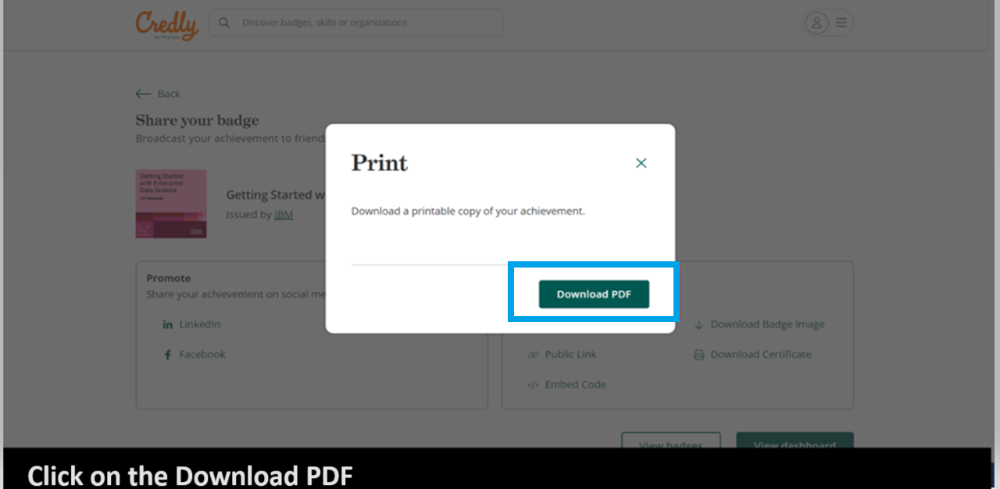 Credly
by Pearson
Discover badges, skills or organizations
Back
Share your badge
Broadcast your achievement to friend
Getting Started
with Enterprise
Data Science
IBM
Getting Started w
Issued by IBM
Print
Download a printable copy of your achievement.
Download PDF
Promote
Share your achievement on social me
LinkedIn
Facebook
Download Badge Image
Public Link
Download Certificate
Embed Code
View badges
View dashboard
Click on the Download PDF